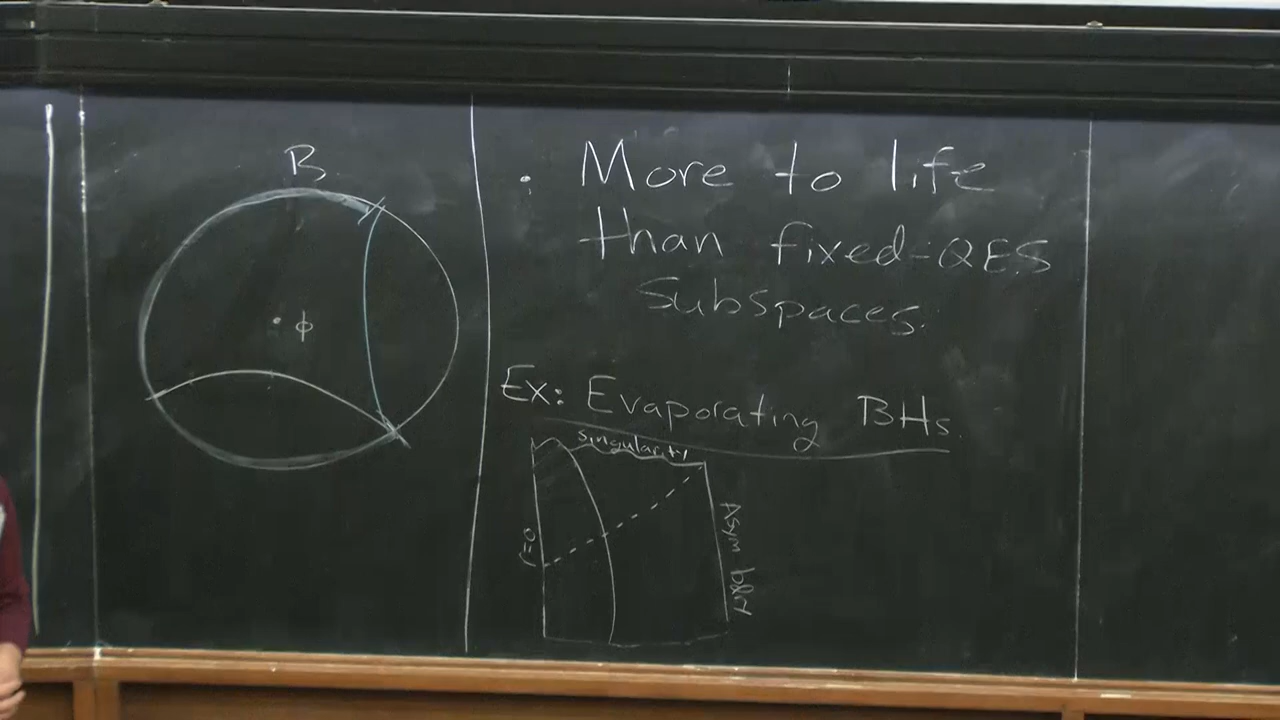 B
ϕ
· More to life
than fixed-QES
Subspaces.
Ex: Evaporating BHs.
singularity
r=0
Asym bdry